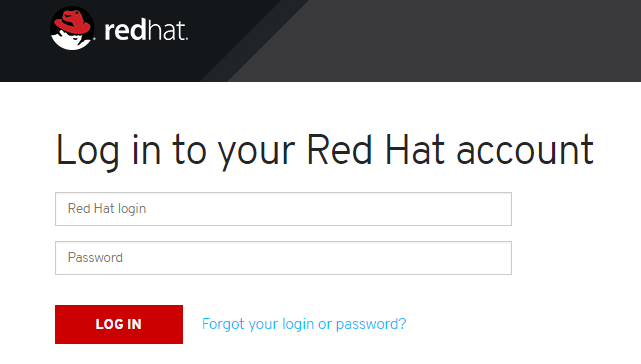 redhat.
Log in to your Red Hat account
Red Hat login
Password
LOG IN Forgot your login or password?